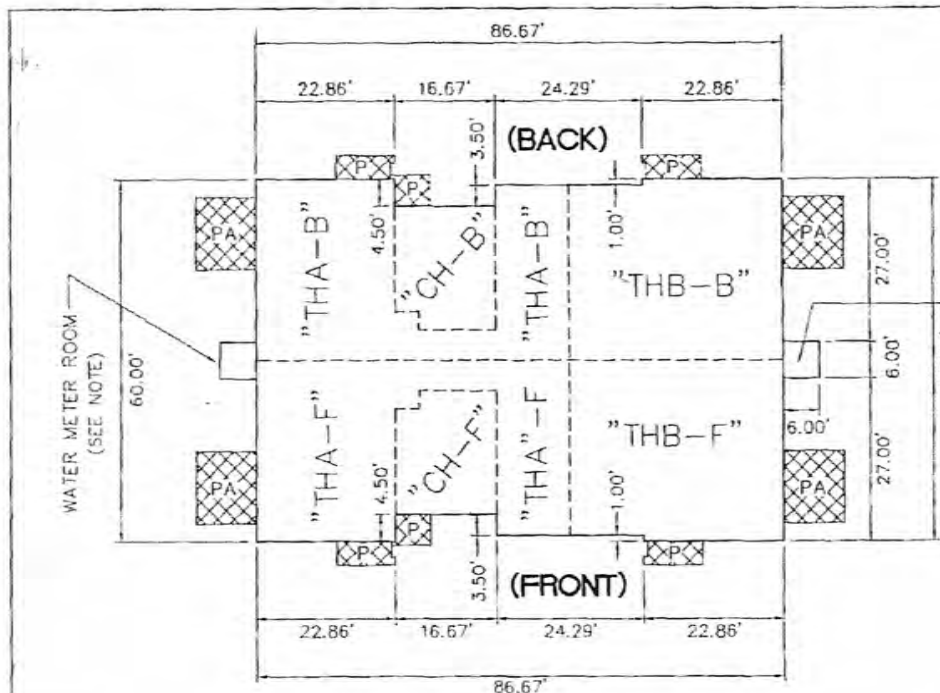 86.67'
22.86' 16.67' 24.29' 22.86'
3.50'
(BACK)
P P
P
4.50'
1.00'
PA PA
"THA-B" "CH-B" "THA-B" "THB-B"
27.00'
WATER METER ROOM
(SEE NOTE)
60.00'
6.00'
6.00'
"THA-F" "CH-F" "THA"-F "THB-F"
27.00'
PA PA
4.50'
1.00'
P
P P
3.50'
(FRONT)
22.86' 16.67' 24.29' 22.86'
86.67'